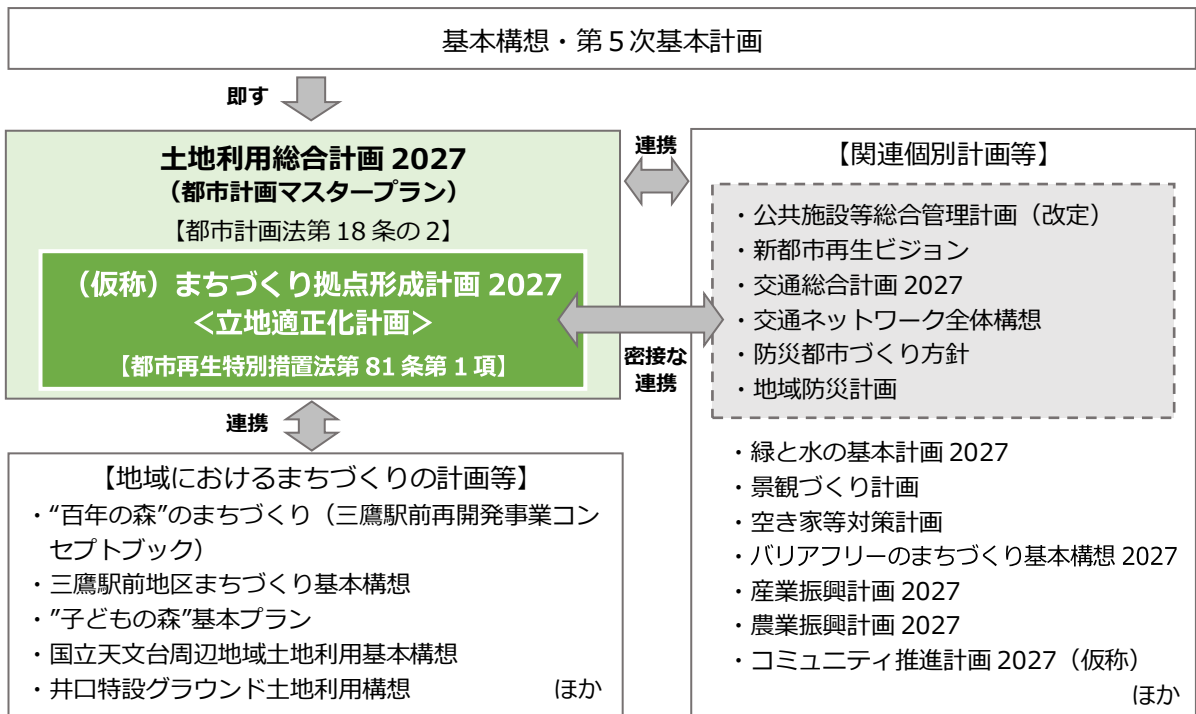 基本構想・第５次基本計画
即す
土地利用総合計画 2027
（都市計画マスタープラン）
【都市計画法第 18 条の 2】
（仮称）まちづくり拠点形成計画 2027
＜立地適正化計画＞
【都市再生特別措置法第 81 条第 1 項】
連携
密接な
連携
連携
【地域におけるまちづくりの計画等】
・“百年の森”のまちづくり（三鷹駅前再開発事業コン
セプトブック）
・三鷹駅前地区まちづくり基本構想
・”子どもの森”基本プラン
・国立天文台周辺地域土地利用基本構想
・井口特設グラウンド土地利用構想 ほか
【関連個別計画等】
・公共施設等総合管理計画（改定）
・新都市再生ビジョン
・交通総合計画 2027
・交通ネットワーク全体構想
・防災都市づくり方針
・地域防災計画
・緑と水の基本計画 2027
・景観づくり計画
・空き家等対策計画
・バリアフリーのまちづくり基本構想 2027
・産業振興計画 2027
・農業振興計画 2027
・コミュニティ推進計画 2027（仮称）
ほか